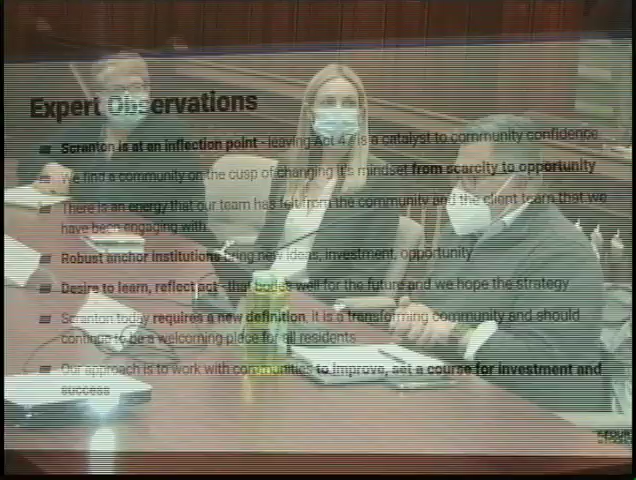 Expert Observations
Scranton is at an inflection point - leaving Act 47 is a catalyst to community confidence
We find a community on the cusp of changing it's mindset from scarcity to opportunity
There is an energy that our team has felt from the community and the client team that we
have been engaging with
Robust anchor institutions bring new ideas, investment, opportunity
Desire to learn, reflect act - that bodes well for the future and we hope the strategy
Scranton today requires a new definition, it is a transforming community and should
continue to be a welcoming place for all residents
Our approach is to work with communities to improve, set a course for investment and
success